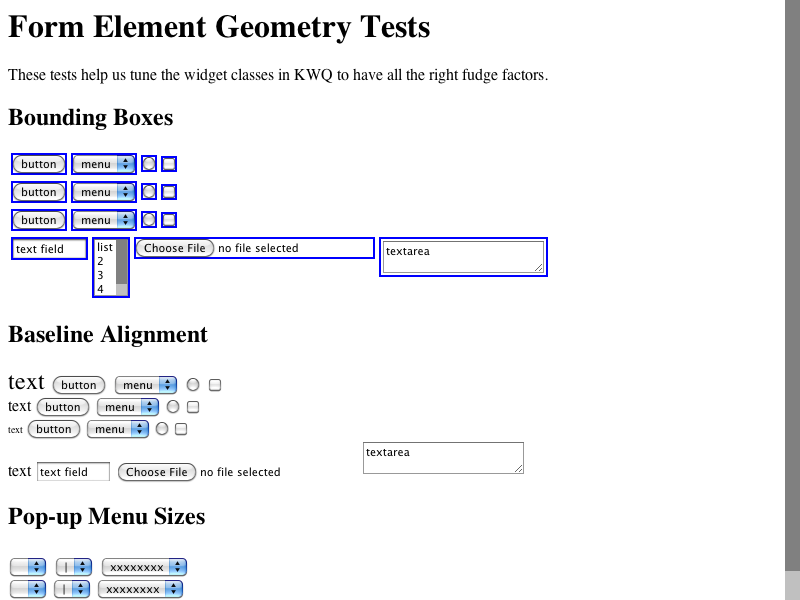 Form Element Geometry Tests
These tests help us tune the widget classes in KWQ to have all the right fudge factors.
Bounding Boxes
button menu
button menu
button menu
text field list Choose File no file selected textarea
2
3
4
Baseline Alignment
text button menu
text button menu
text button menu
textarea
text text field Choose File no file selected
Pop-up Menu Sizes
| xxxxxxxx
| xxxxxxxx